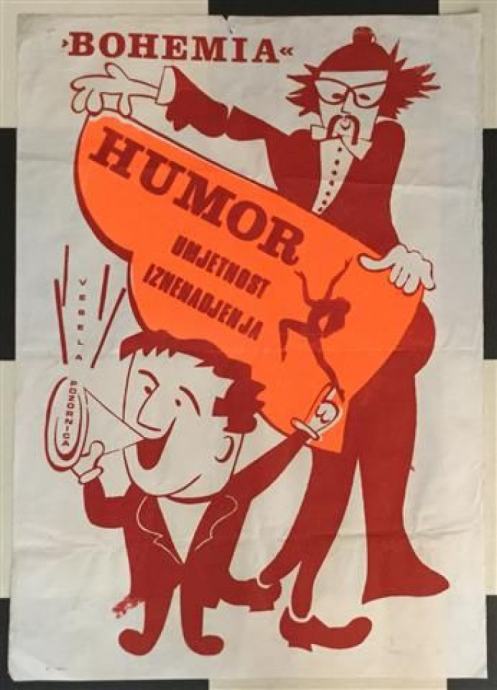 ›BOHEMIA‹
HUMOR
UMJETNOST
IZNENADJENJA
VESELA
POZORNICA